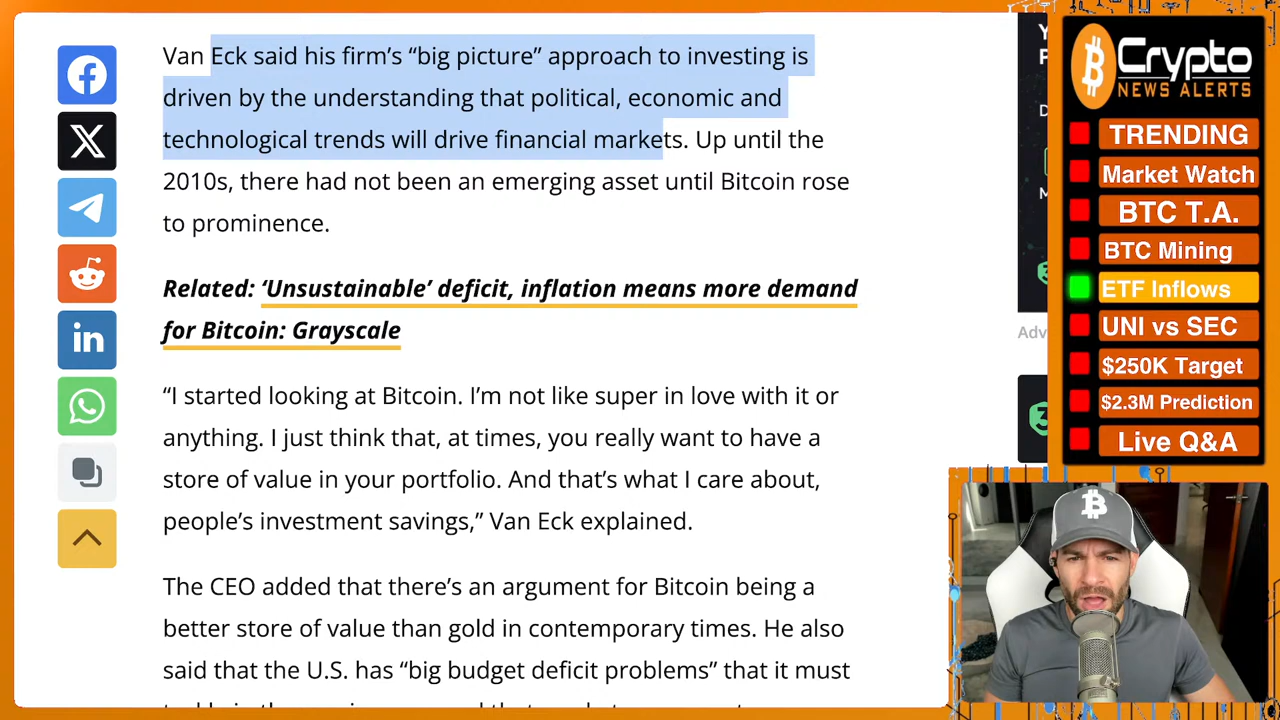 Van Eck said his firm’s “big picture” approach to investing is
driven by the understanding that political, economic and
technological trends will drive financial markets. Up until the
2010s, there had not been an emerging asset until Bitcoin rose
to prominence.
Related: ‘Unsustainable’ deficit, inflation means more demand
for Bitcoin: Grayscale
“I started looking at Bitcoin. I’m not like super in love with it or
anything. I just think that, at times, you really want to have a
store of value in your portfolio. And that’s what I care about,
people’s investment savings,” Van Eck explained.
The CEO added that there’s an argument for Bitcoin being a
better store of value than gold in contemporary times. He also
said that the U.S. has “big budget deficit problems” that it must
Crypto
NEWS ALERTS
TRENDING
Market Watch
BTC T.A.
BTC Mining
ETF Inflows
UNI vs SEC
$250K Target
$2.3M Prediction
Live Q&A